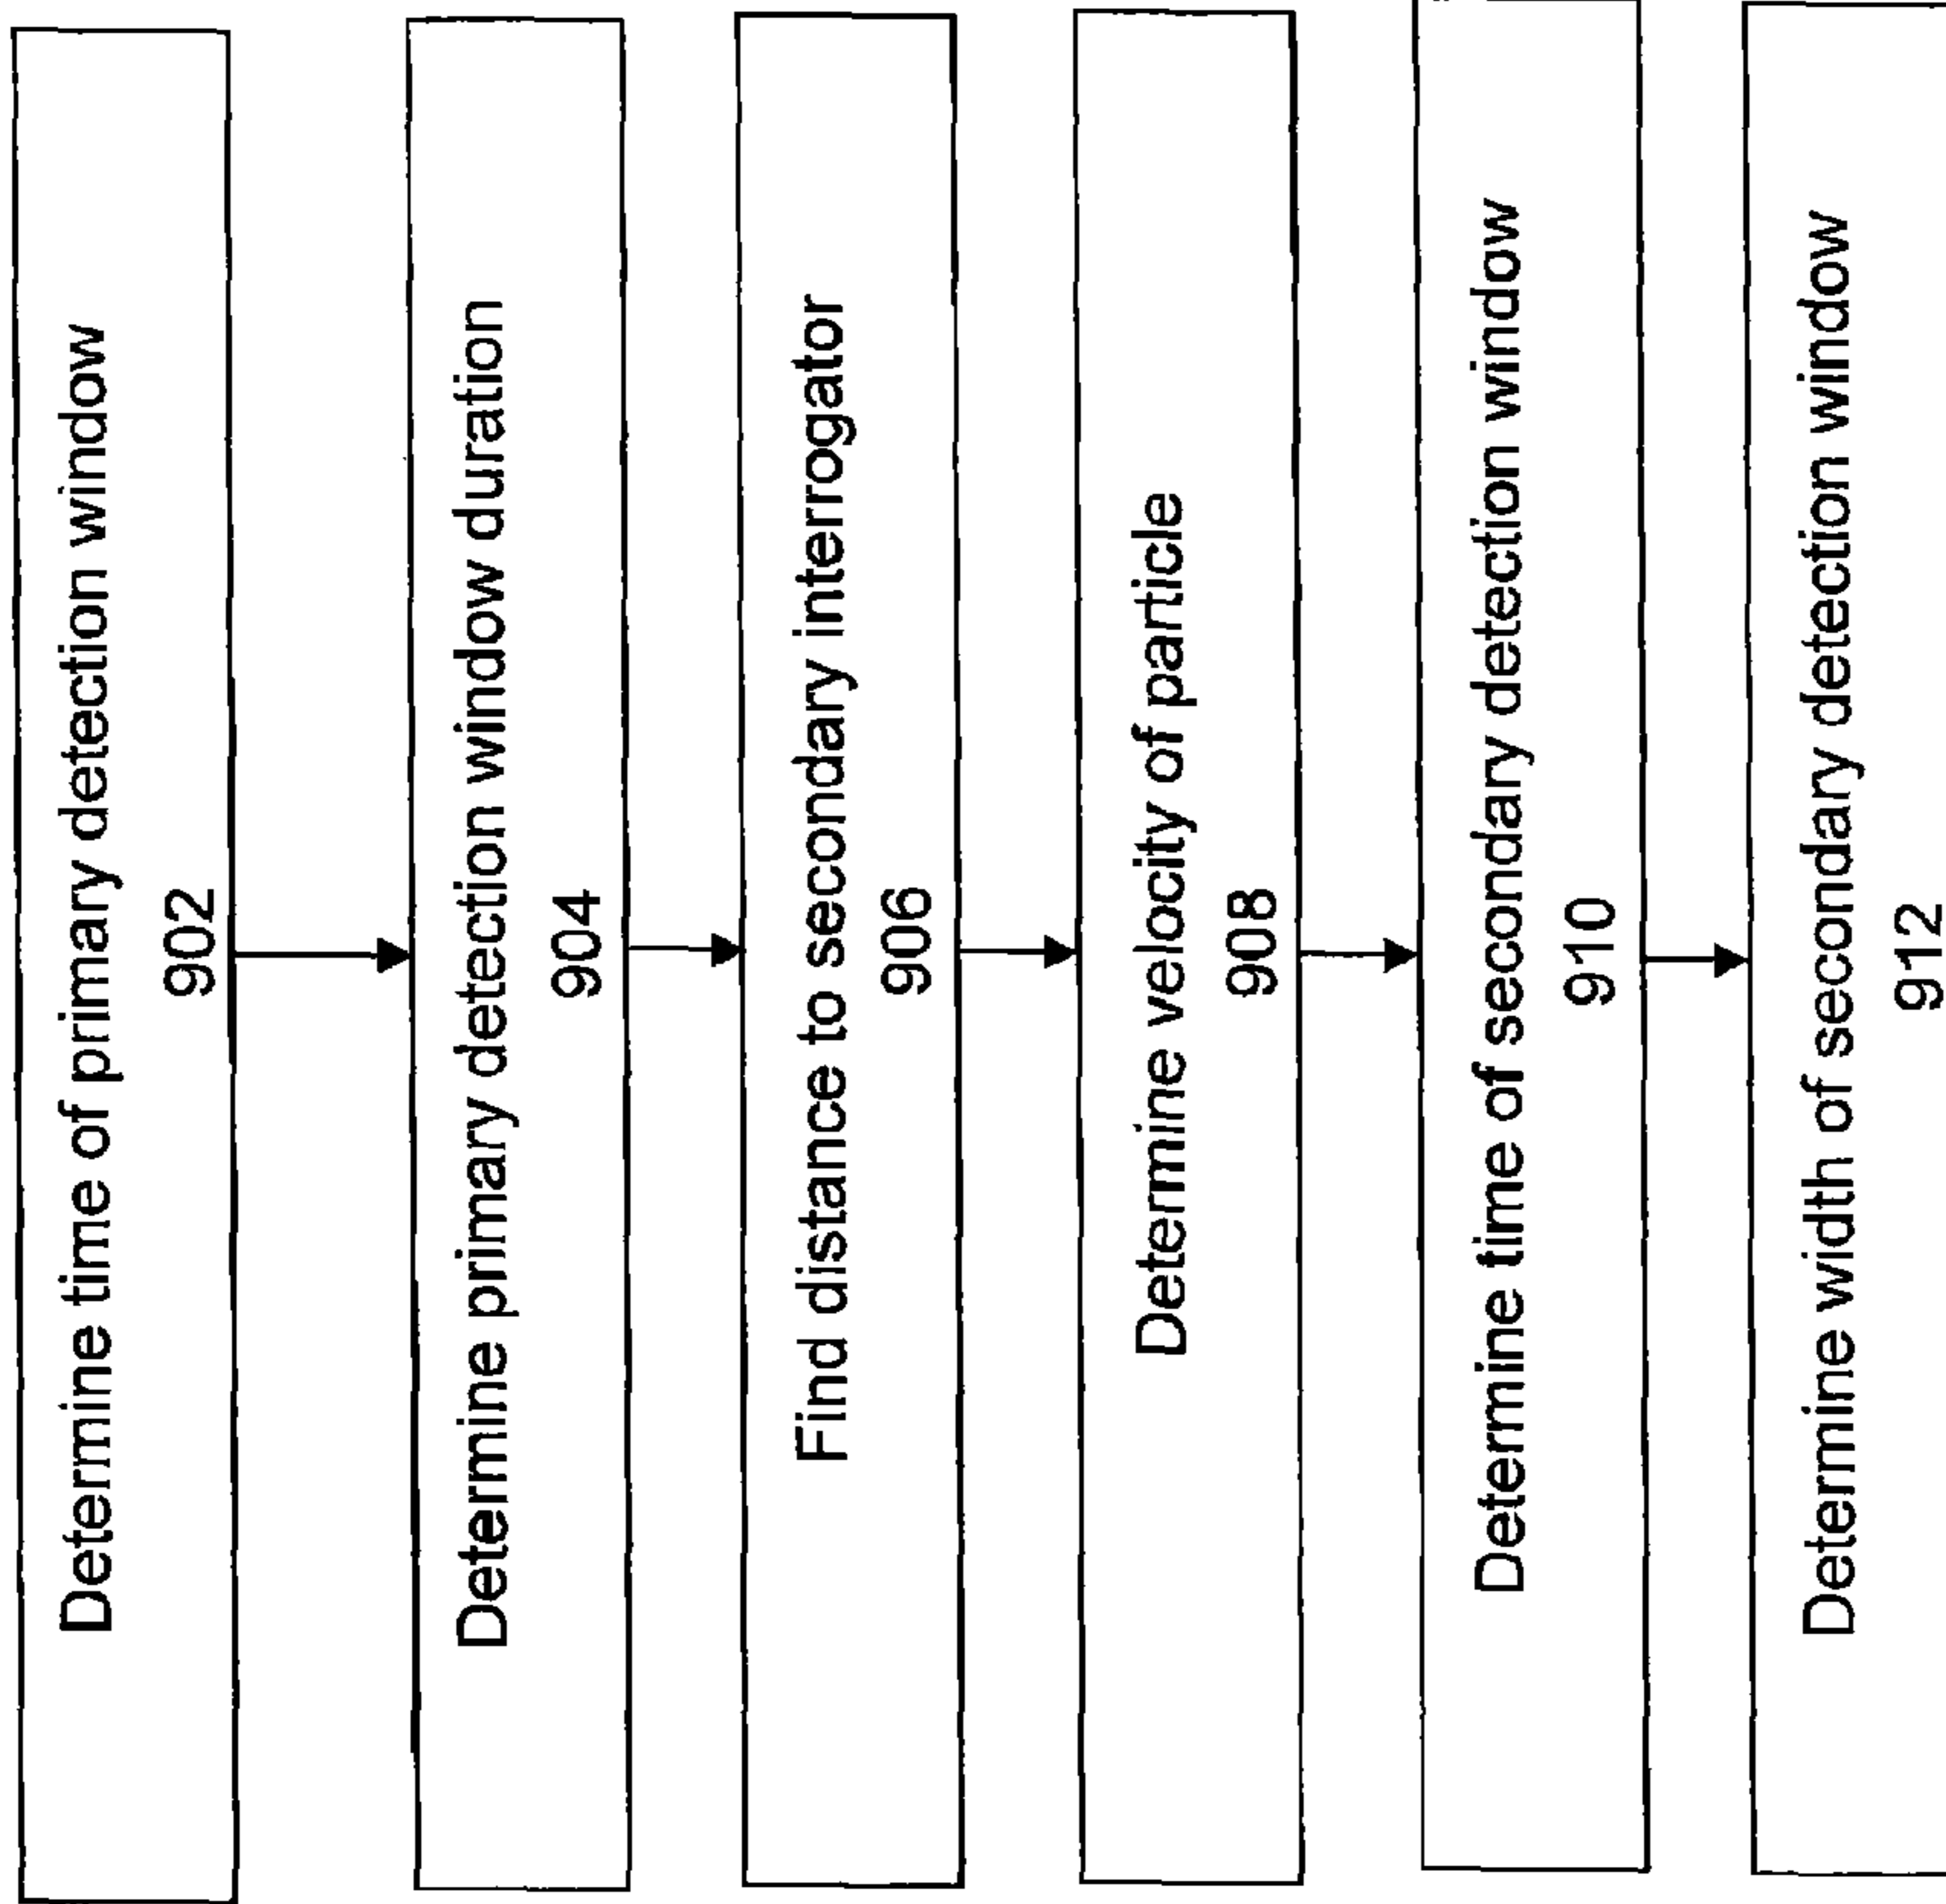 Determine time of primary detection window
902
Determine primary detection window duration
904
Find distance to secondary interrogator
906
Determine velocity of particle
908
Determine time of secondary detection window
910
Determine width of secondary detection window
912